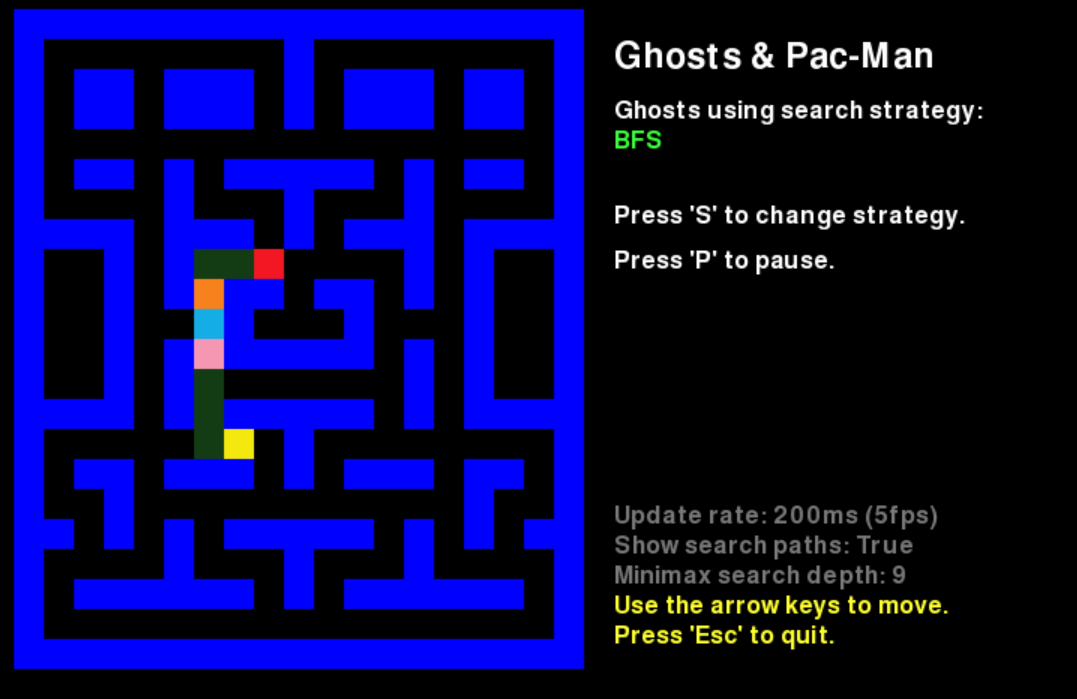 Ghosts & Pac-Man
Ghosts using search strategy:
BFS
Press 'S' to change strategy.
Press 'P' to pause.
Update rate: 200ms (5fps)
Show search paths: True
Minimax search depth: 9
Use the arrow keys to move.
Press 'Esc' to quit.